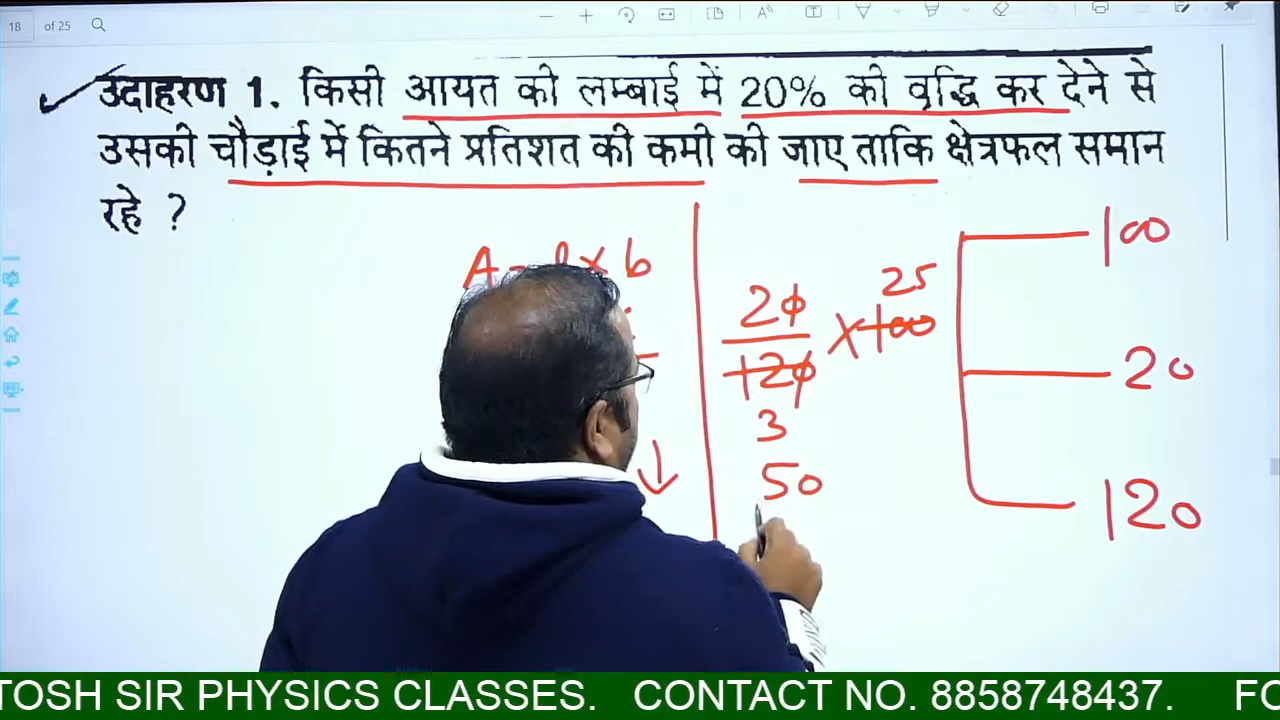 18 of 25
उदाहरण 1. किसी आयत की लम्बाई में 20% की वृद्धि कर देने से
उसकी चौड़ाई में कितने प्रतिशत की कमी की जाए ताकि क्षेत्रफल समान
रहे ?
A = l × b
20
120
3
× 100
25
50
100
20
120
TOSH SIR PHYSICS CLASSES. CONTACT NO. 8858748437. FO